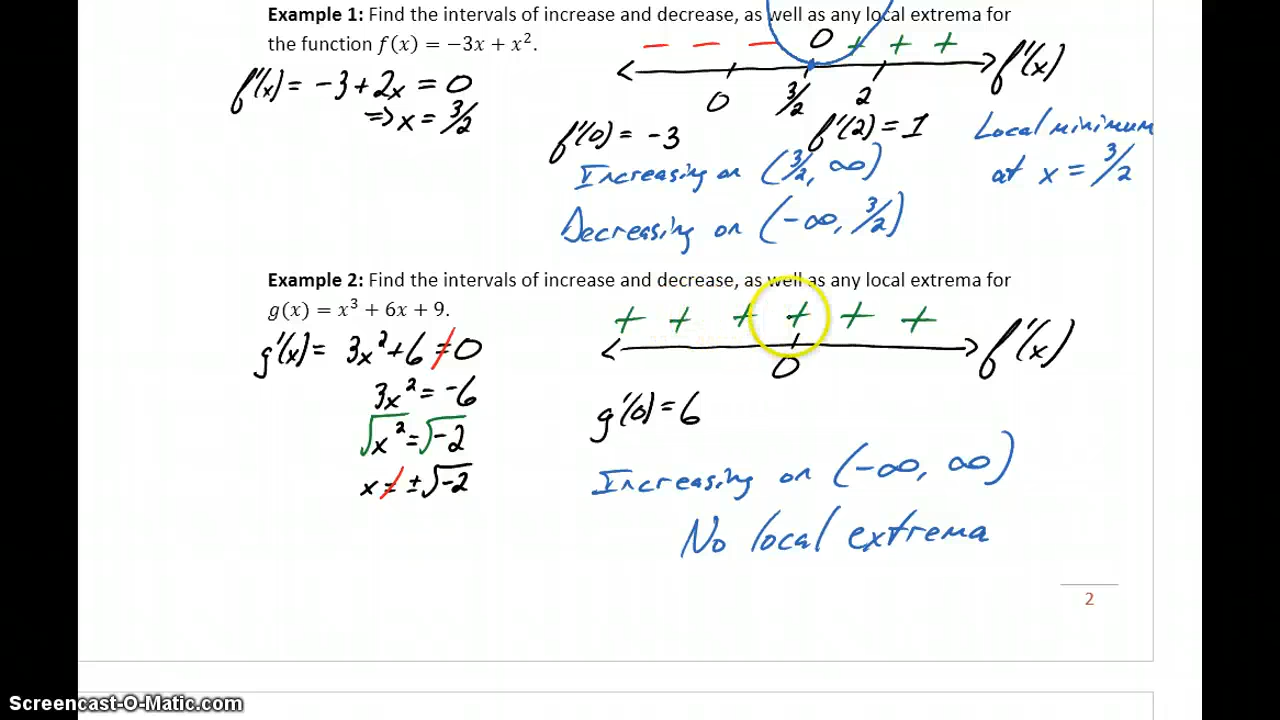 Example 1: Find the intervals of increase and decrease, as well as any local extrema for
the function f(x) = −3x + x².
f'(x) = −3 + 2x = 0
⇒ x = 3/2
− − − 0 + + +
0 3/2 2 f'(x)
f'(0) = −3 f'(2) = 1
Increasing on (3/2, ∞)
Decreasing on (−∞, 3/2)
Local minimum
at x = 3/2
Example 2: Find the intervals of increase and decrease, as well as any local extrema for
g(x) = x³ + 6x + 9.
g'(x) = 3x² + 6 ≠ 0
3x² = −6
√x² = √−2
x ≠ ±√−2
+ + + + + +
0 f'(x)
g'(0) = 6
Increasing on (−∞, ∞)
No local extrema
2
Screencast-O-Matic.com